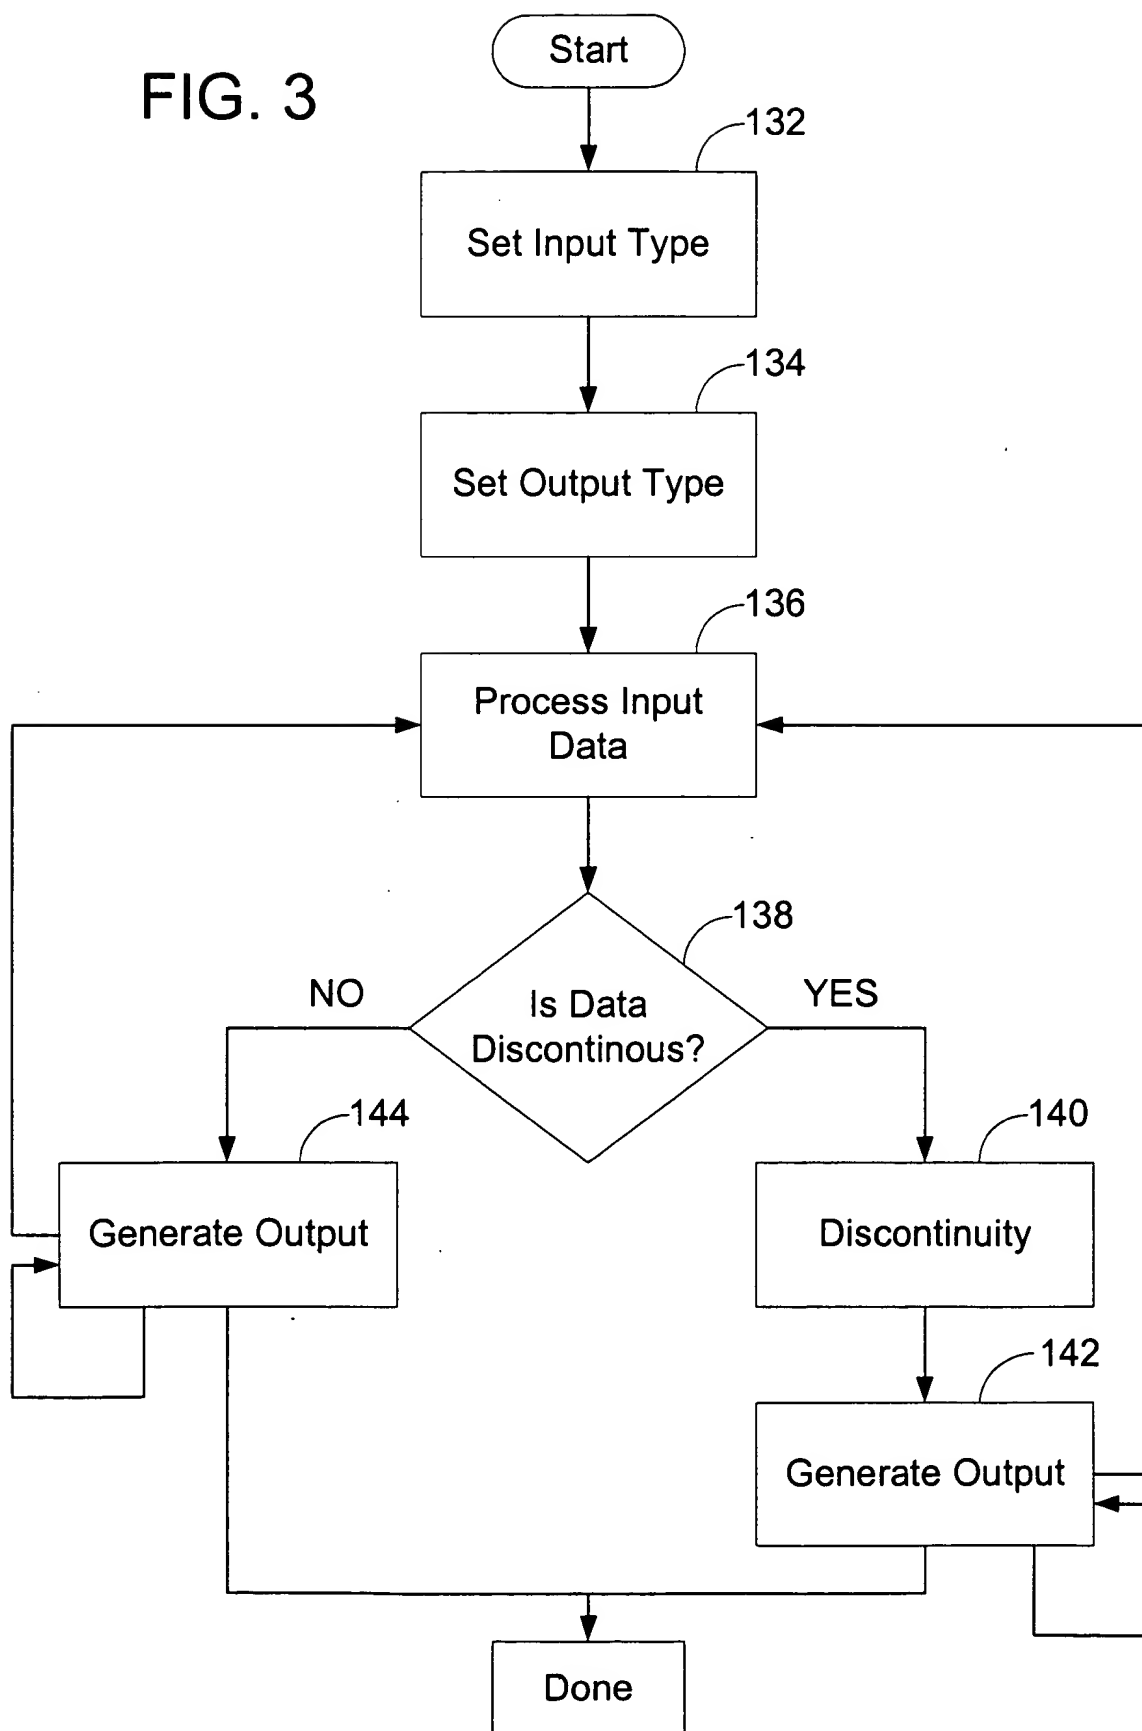 Start
FIG. 3
132
Set Input Type
134
Set Output Type
136
Process Input
Data
138
NO
YES
Is Data
Discontinous?
144
140
Generate Output
Discontinuity
142
Generate Output
Done